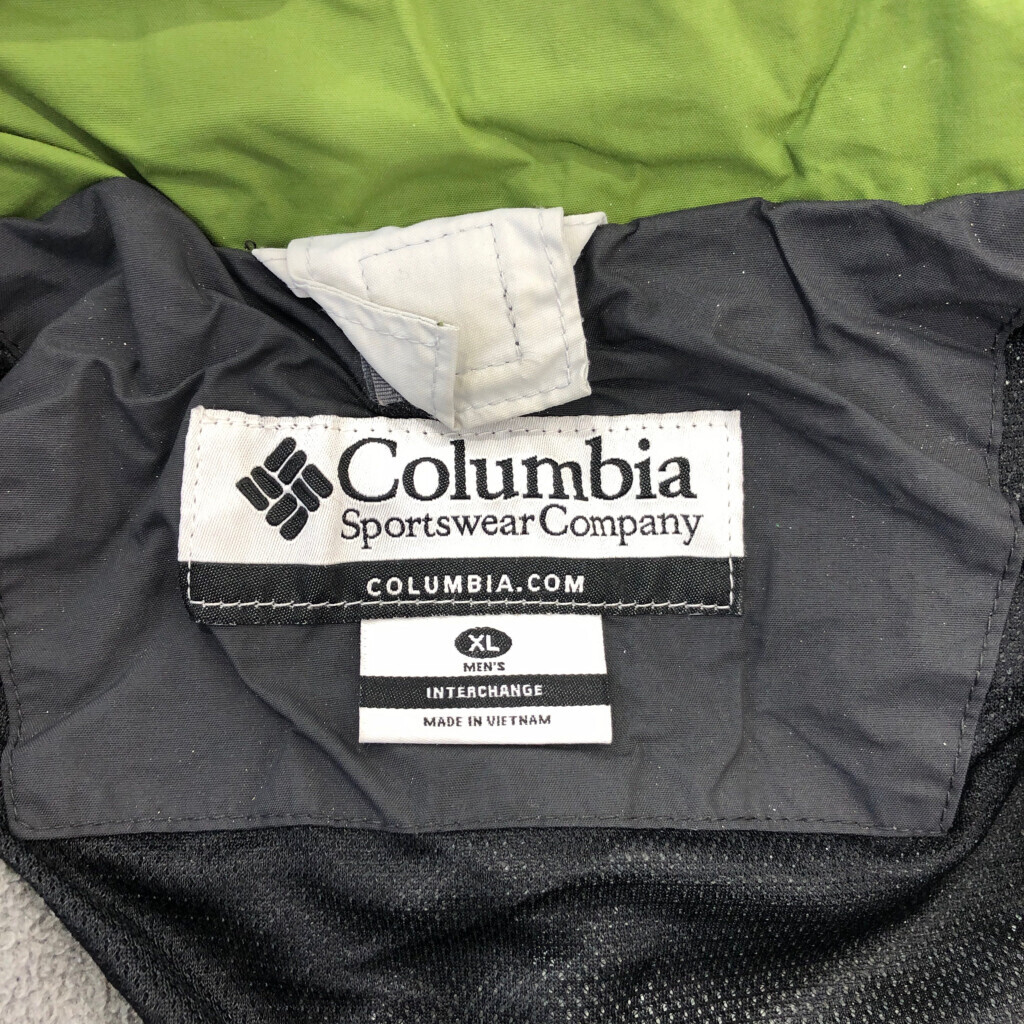 Columbia
Sportswear Company
COLUMBIA.COM
XL
MEN'S
INTERCHANGE
MADE IN VIETNAM